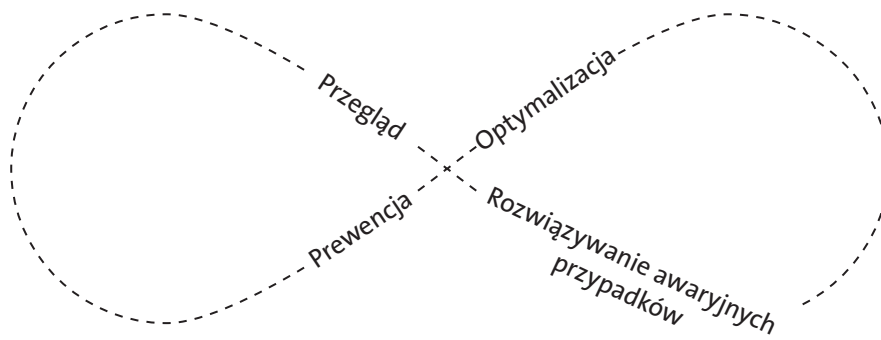 Przegląd
Optymalizacja
Prewencja
Rozwiązywanie awaryjnych
przypadków